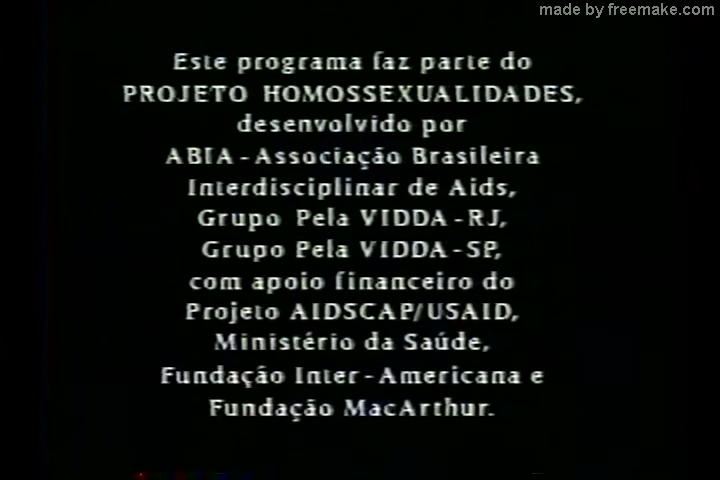 made by freemake.com
Este programa faz parte do
PROJETO HOMOSSEXUALIDADES,
desenvolvido por
ABIA - Associação Brasileira
Interdisciplinar de Aids,
Grupo Pela VIDDA - RJ,
Grupo Pela VIDDA - SP,
com apoio financeiro do
Projeto AIDSCAP/USAID,
Ministério da Saúde,
Fundação Inter - Americana e
Fundação MacArthur.